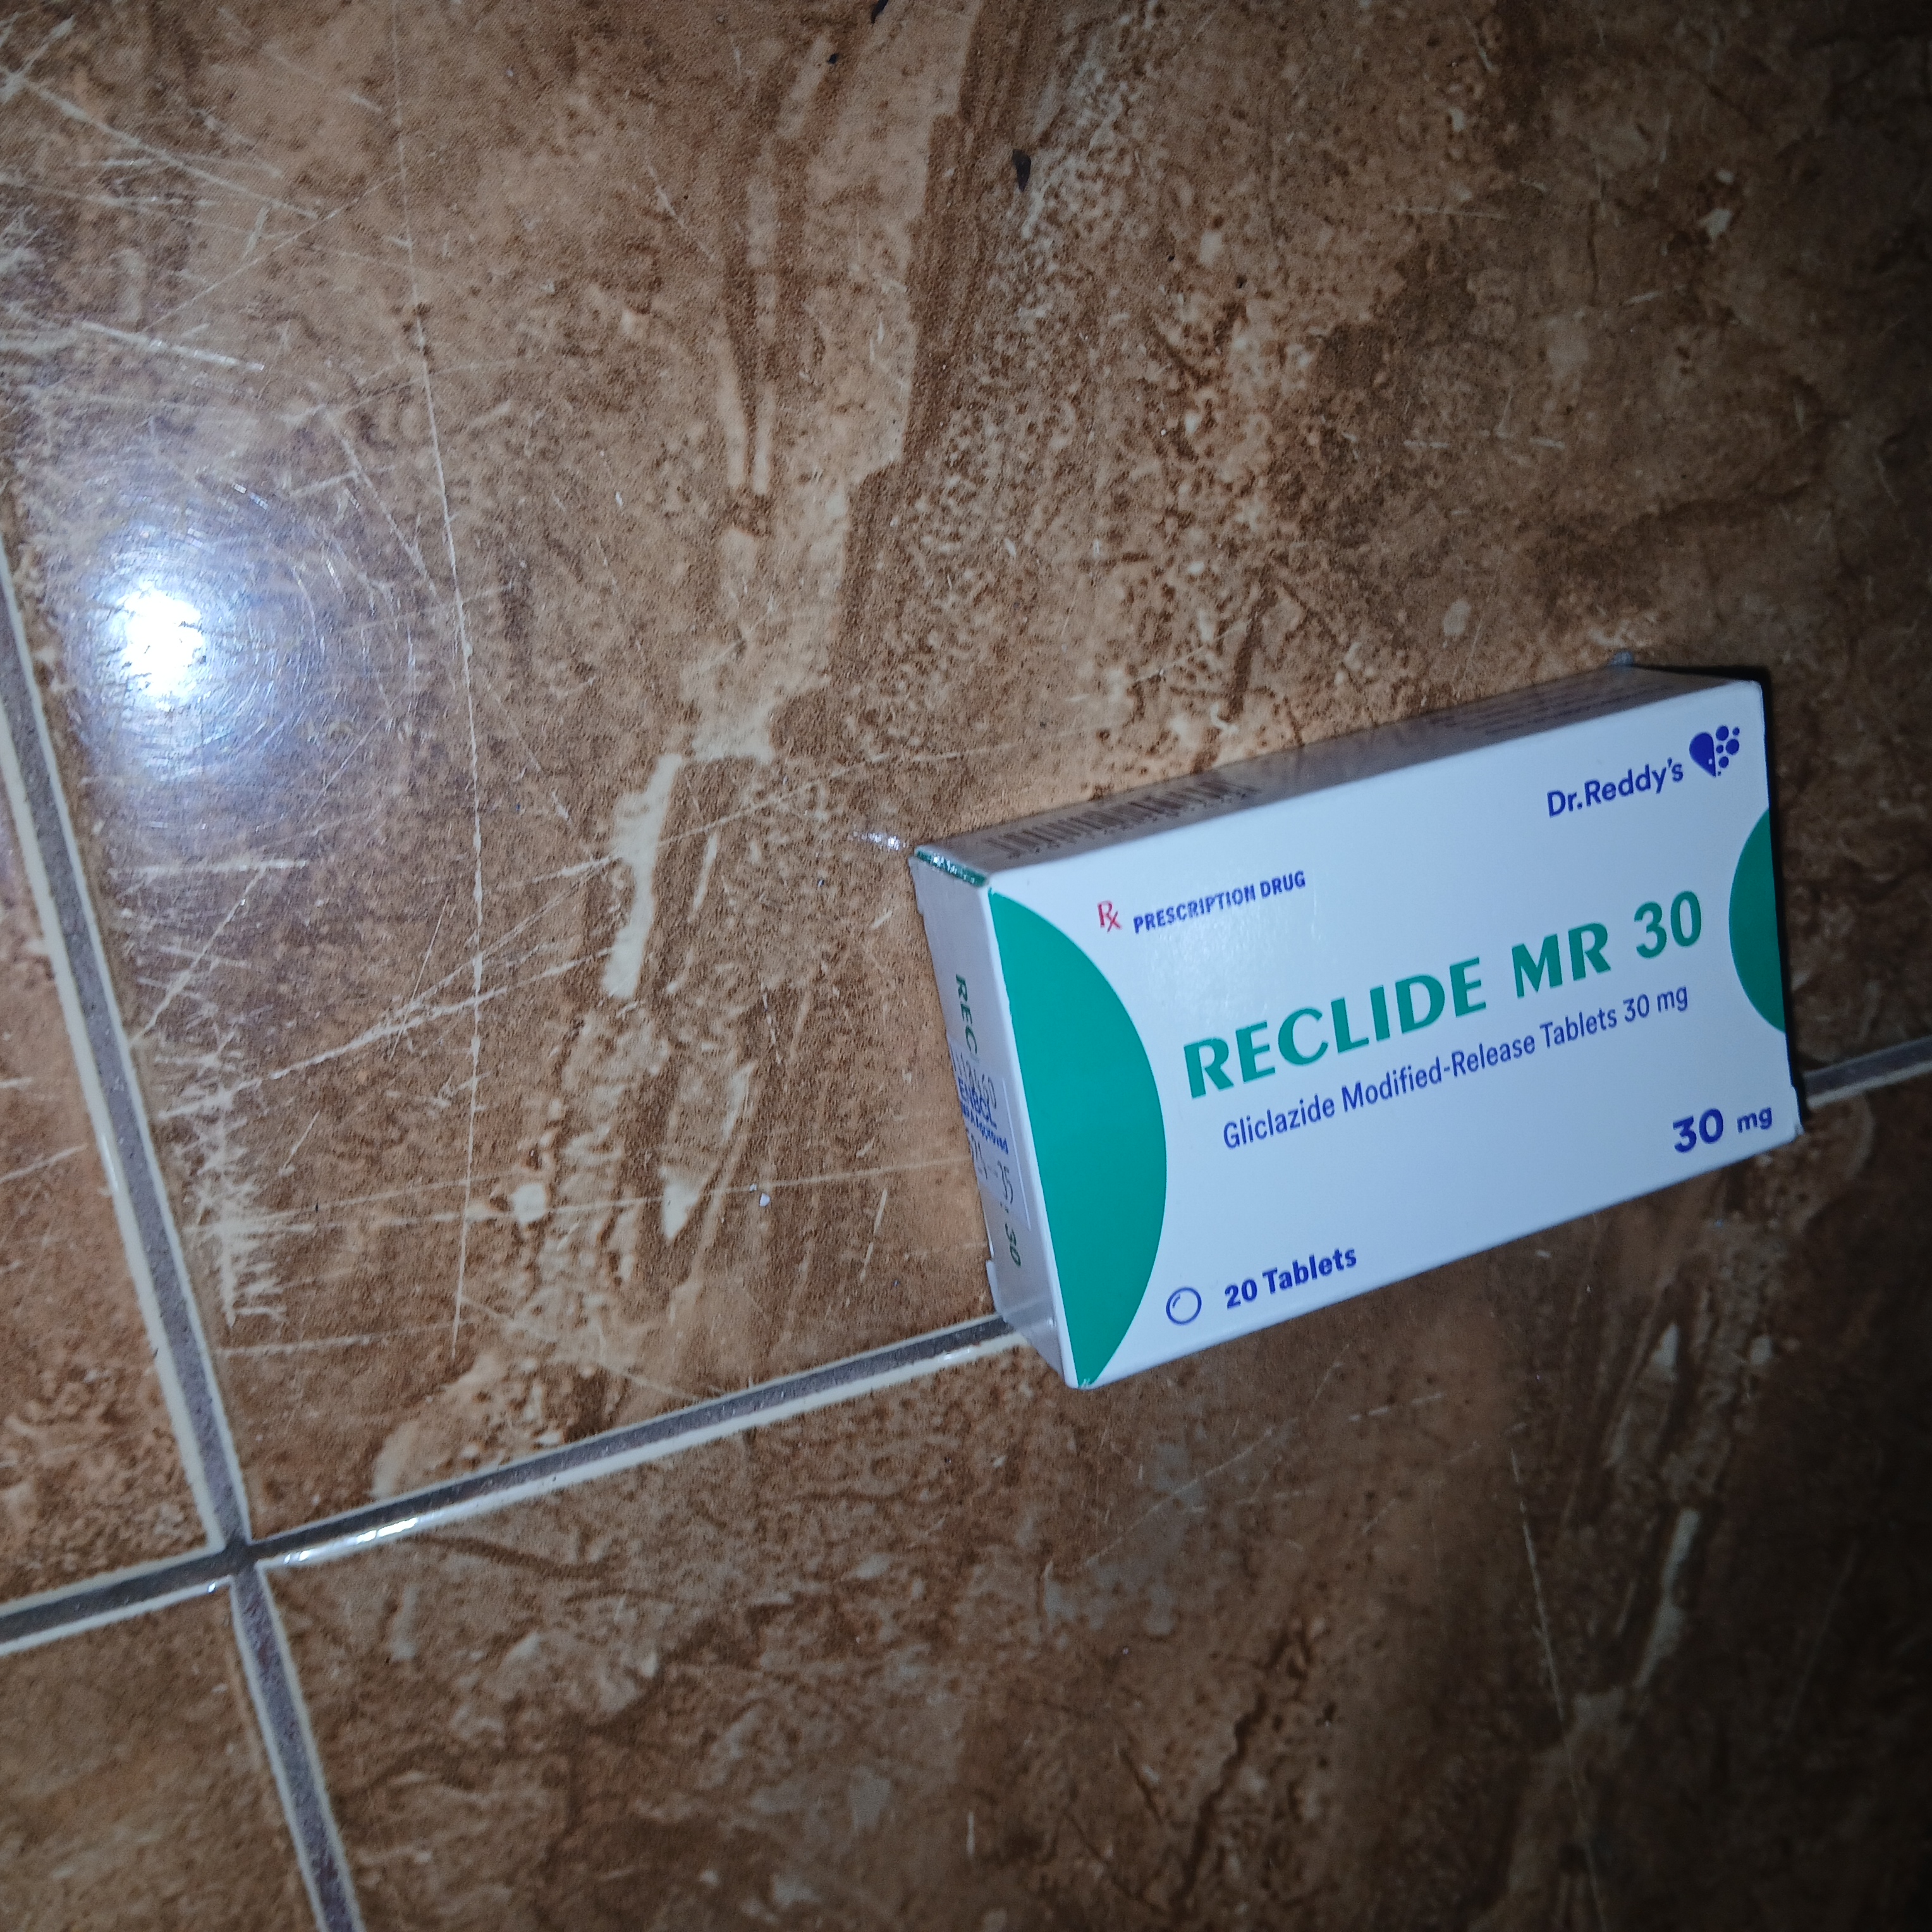 Dr.Reddy's
Rx PRESCRIPTION DRUG
RECLIDE MR 30
Gliclazide Modified-Release Tablets 30 mg
20 Tablets
30 mg
REC
30